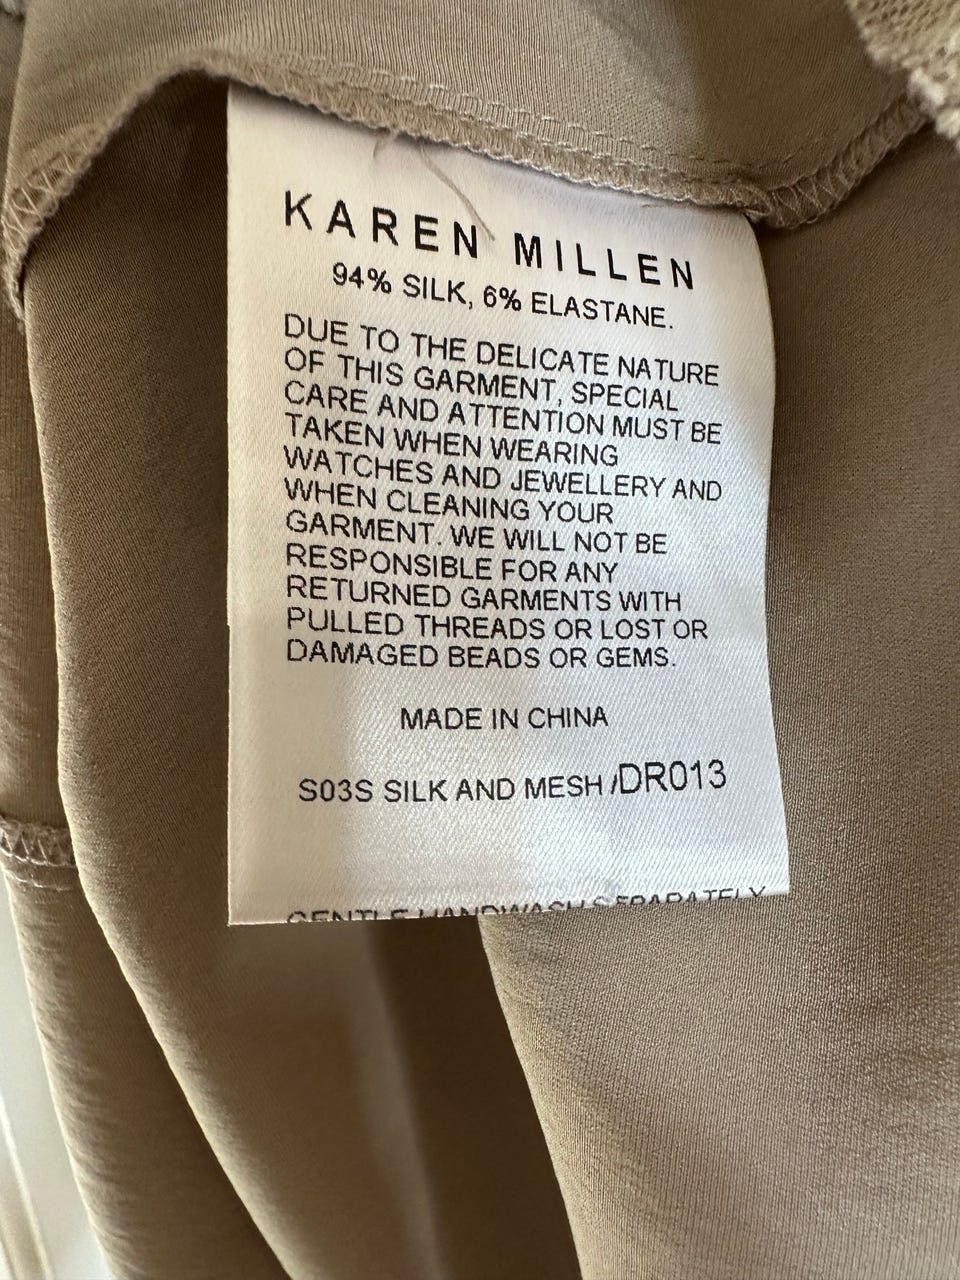 KAREN MILLEN
94% SILK, 6% ELASTANE.
DUE TO THE DELICATE NATURE
OF THIS GARMENT, SPECIAL
CARE AND ATTENTION MUST BE
TAKEN WHEN WEARING
WATCHES AND JEWELLERY AND
WHEN CLEANING YOUR
GARMENT. WE WILL NOT BE
RESPONSIBLE FOR ANY
RETURNED GARMENTS WITH
PULLED THREADS OR LOST OR
DAMAGED BEADS OR GEMS.
MADE IN CHINA
S03S SILK AND MESH /DR013
GENTLE HANDWASH SEPARATELY